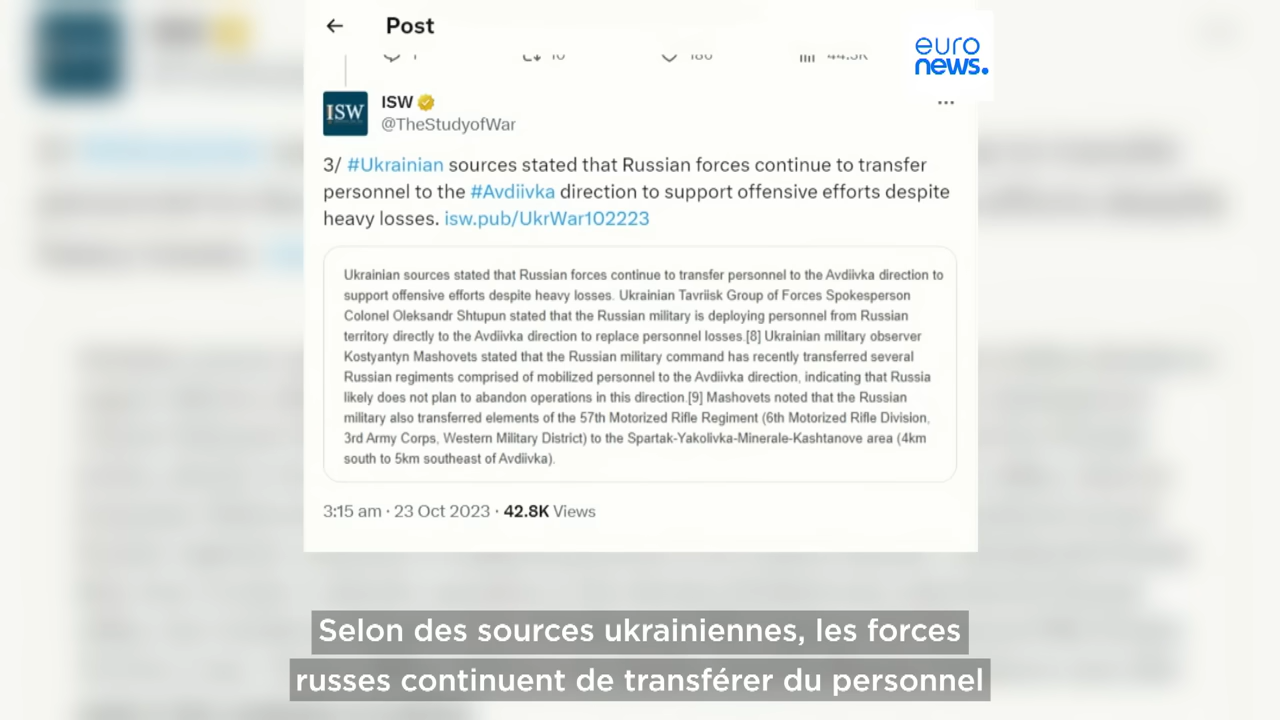 Post
euro
news.
ISW
ISW
@TheStudyofWar
3/ #Ukrainian sources stated that Russian forces continue to transfer
personnel to the #Avdiivka direction to support offensive efforts despite
heavy losses. isw.pub/UkrWar102223
Ukrainian sources stated that Russian forces continue to transfer personnel to the Avdiivka direction to
support offensive efforts despite heavy losses. Ukrainian Tavriisk Group of Forces Spokesperson
Colonel Oleksandr Shtupun stated that the Russian military is deploying personnel from Russian
territory directly to the Avdiivka direction to replace personnel losses.[8] Ukrainian military observer
Kostyantyn Mashovets stated that the Russian military command has recently transferred several
Russian regiments comprised of mobilized personnel to the Avdiivka direction, indicating that Russia
likely does not plan to abandon operations in this direction.[9] Mashovets noted that the Russian
military also transferred elements of the 57th Motorized Rifle Regiment (6th Motorized Rifle Division,
3rd Army Corps, Western Military District) to the Spartak-Yakolivka-Minerale-Kashtanove area (4km
south to 5km southeast of Avdiivka).
3:15 am · 23 Oct 2023 · 42.8K Views
Selon des sources ukrainiennes, les forces
russes continuent de transférer du personnel